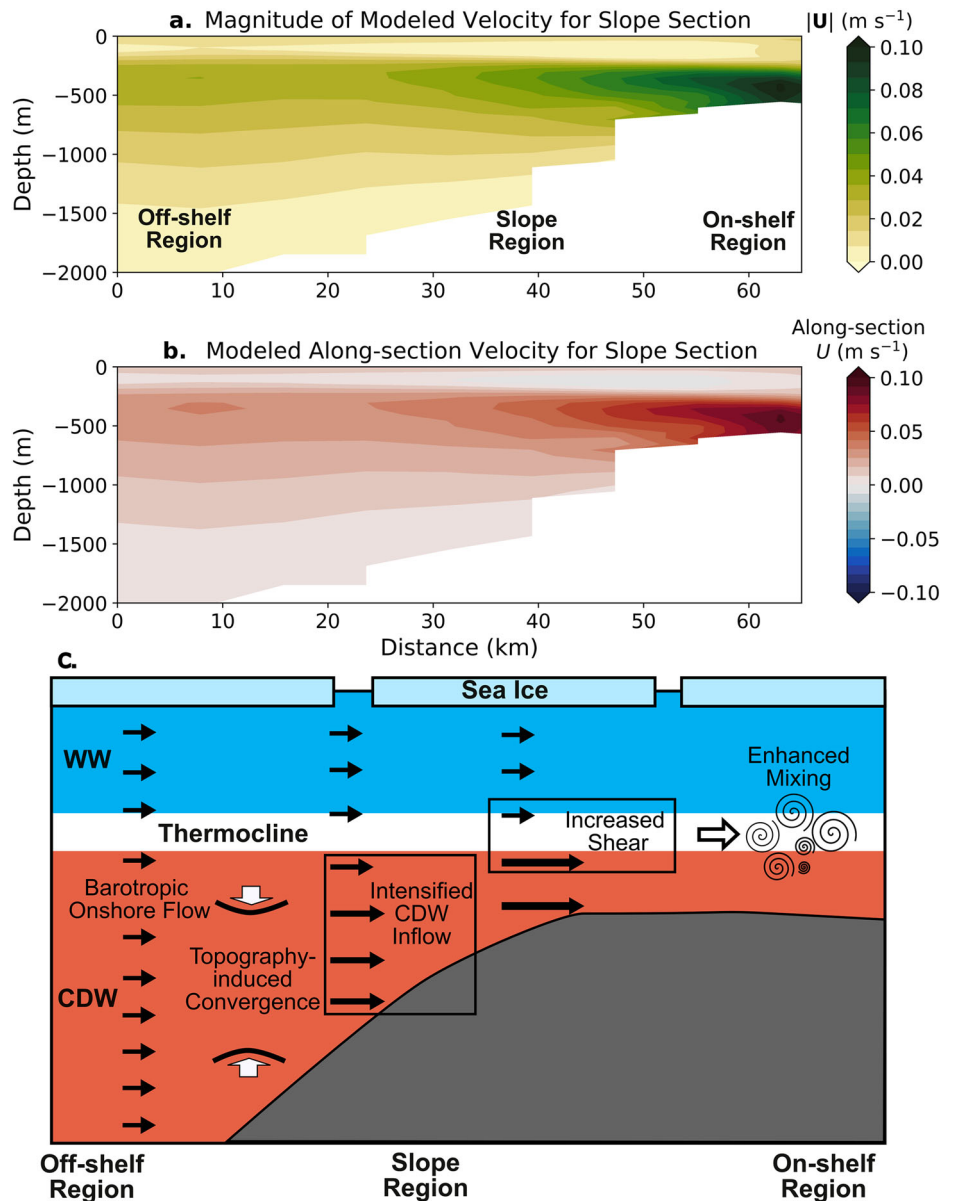 a. Magnitude of Modeled Velocity for Slope Section
|U| (m s⁻¹)
0
−500
−1000
−1500
−2000
Depth (m)
Off-shelf
Region
Slope
Region
On-shelf
Region
0 10 20 30 40 50 60
0.10
0.08
0.06
0.04
0.02
0.00
b. Modeled Along-section Velocity for Slope Section
Along-section
U (m s⁻¹)
0
−500
−1000
−1500
−2000
Depth (m)
0 10 20 30 40 50 60
Distance (km)
0.10
0.05
0.00
−0.05
−0.10
c.
Sea Ice
WW
Thermocline
Enhanced
Mixing
Increased
Shear
Barotropic
Onshore Flow
Intensified
CDW
Inflow
Topography-
induced
Convergence
CDW
Off-shelf
Region
Slope
Region
On-shelf
Region